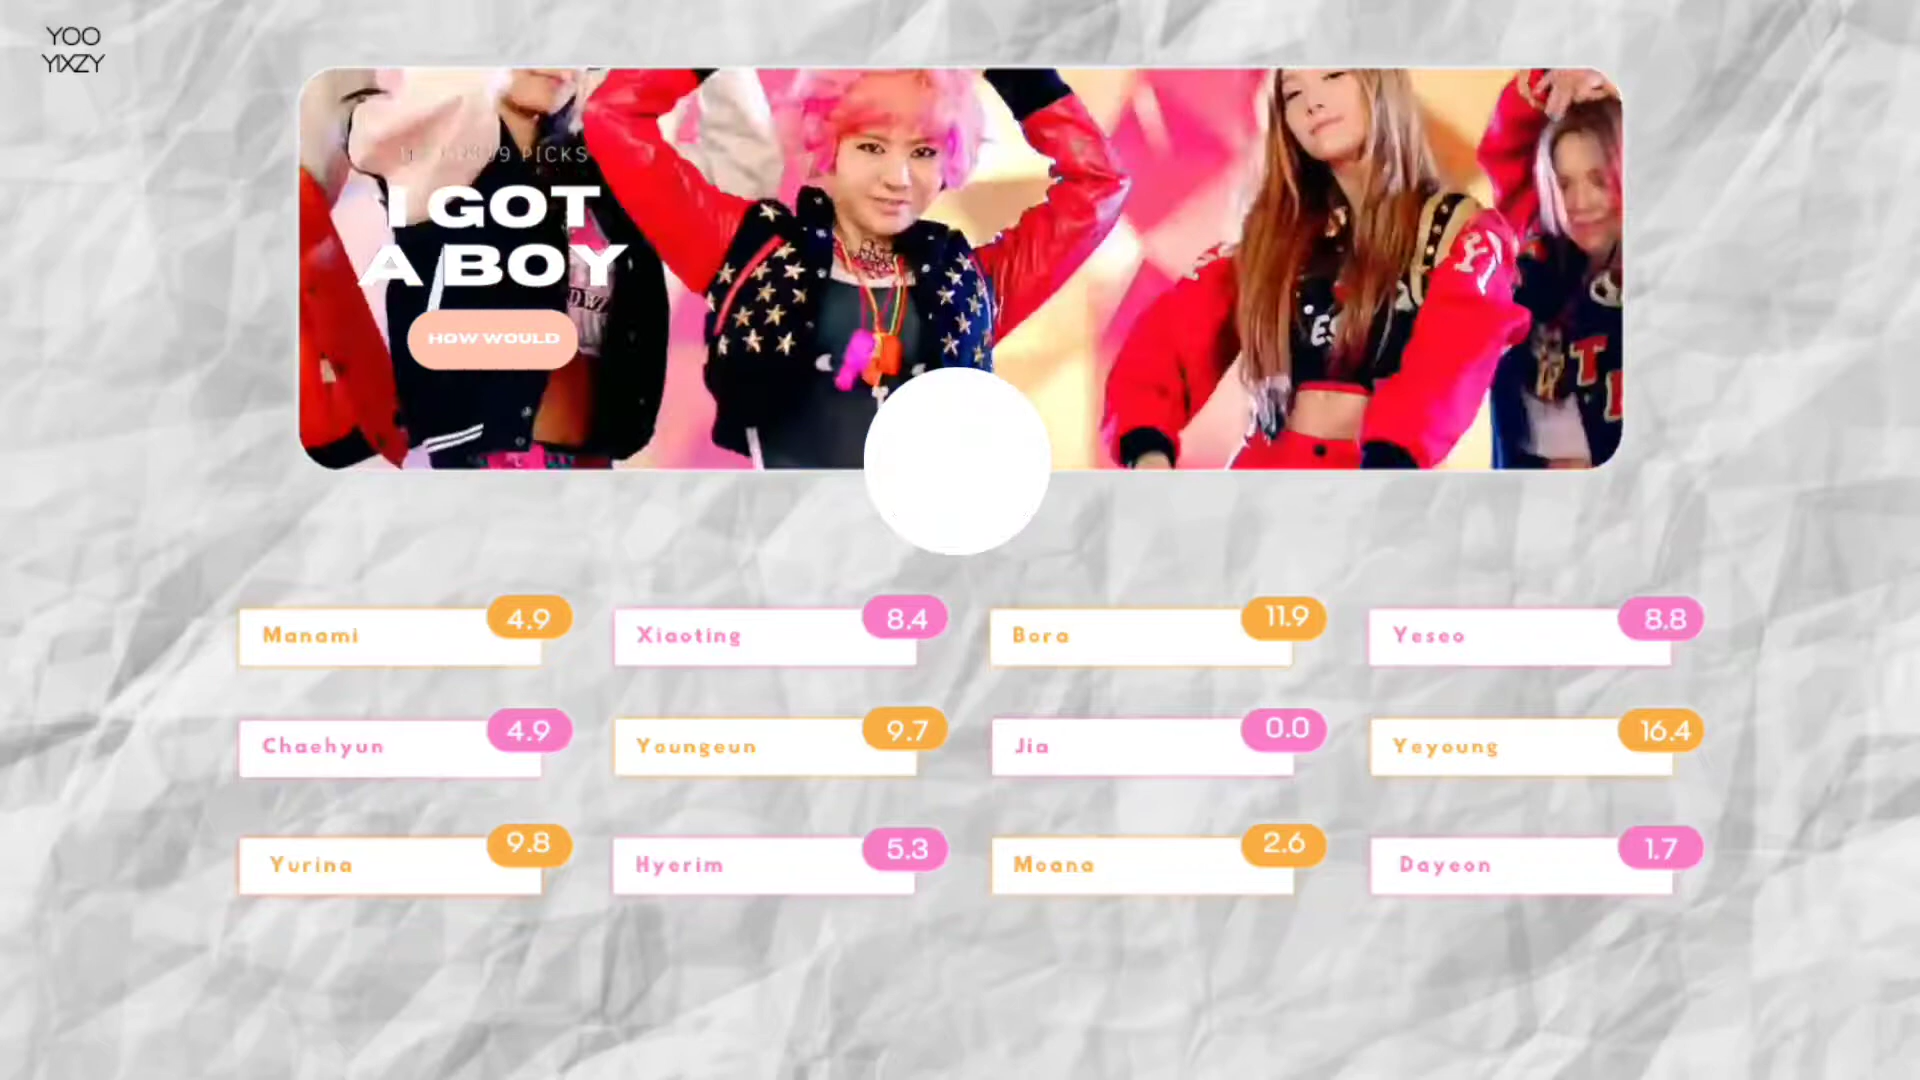 YOO
YIXZY
PICKS
I GOT
A BOY
HOW WOULD
Manami 4.9
Xiaoting 8.4
Bora 11.9
Yeseo 8.8
Chaehyun 4.9
Youngeun 9.7
Jia 0.0
Yeyoung 16.4
Yurina 9.8
Hyerim 5.3
Moana 2.6
Dayeon 1.7